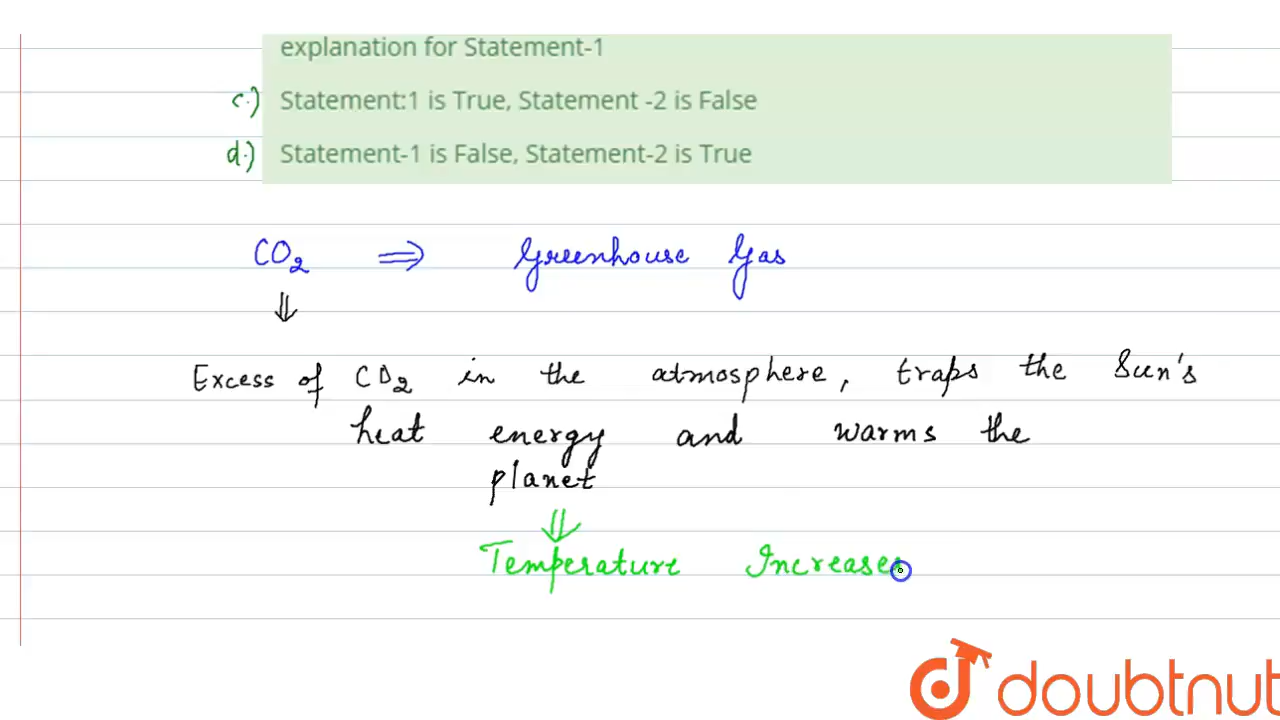 explanation for Statement-1
c.) Statement:1 is True, Statement -2 is False
d.) Statement-1 is False, Statement-2 is True
CO2 ⇒ Greenhouse Gas
⇓
Excess of CO2 in the atmosphere, traps the Sun's
heat energy and warms the
planet
⇓
Temperature Increases
doubtnut